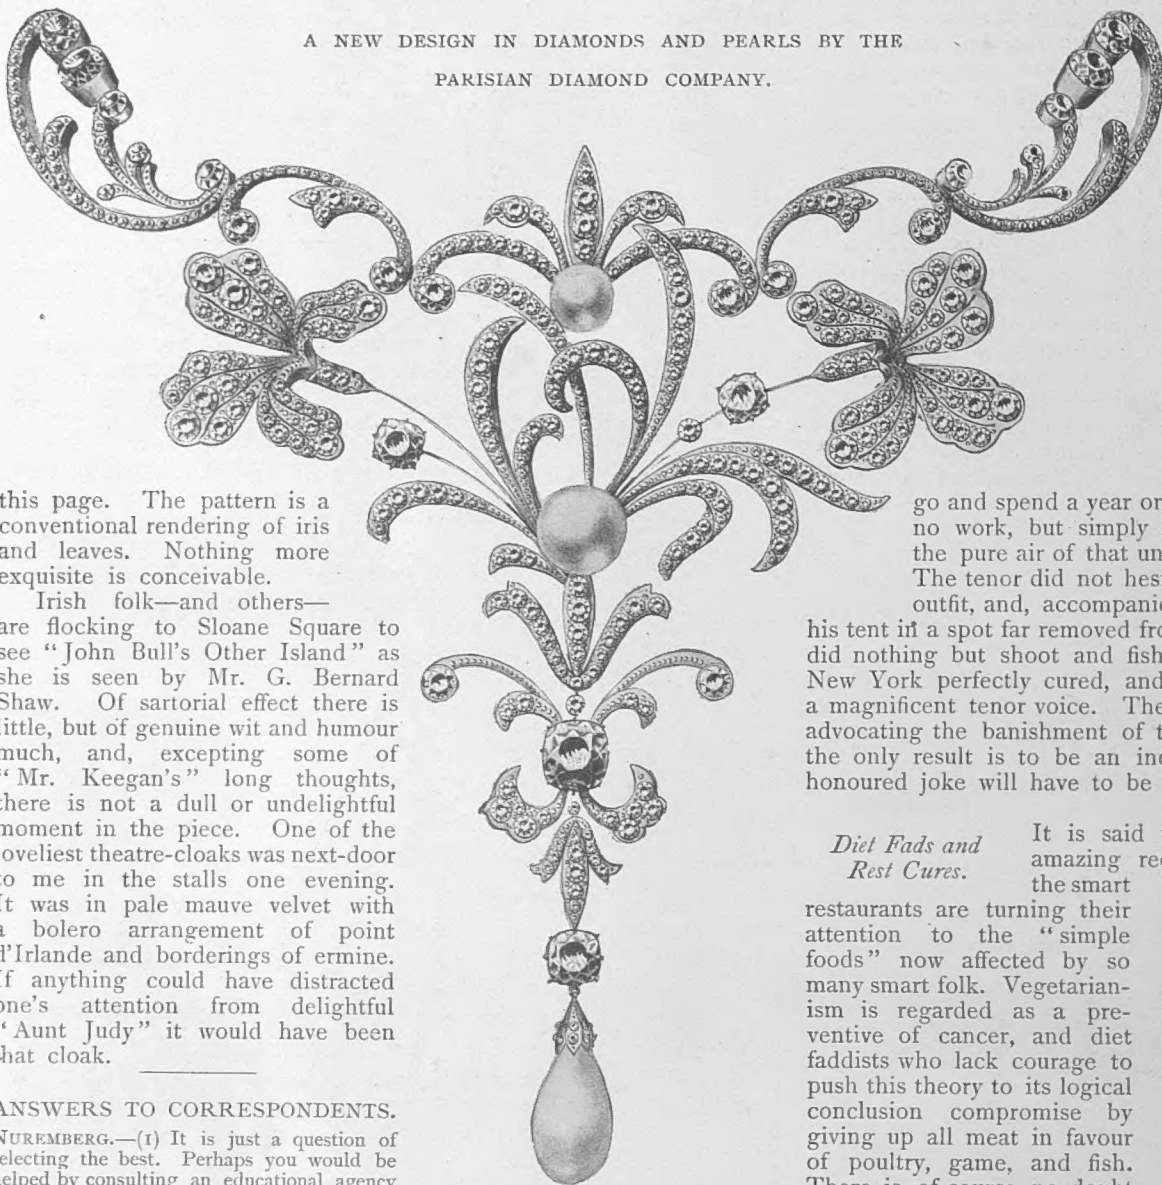 A NEW DESIGN IN DIAMONDS AND PEARLS BY THE
PARISIAN DIAMOND COMPANY.
this page. The pattern is a
conventional rendering of iris
and leaves. Nothing more
exquisite is conceivable.
Irish folk—and others—
are flocking to Sloane Square to
see "John Bull's Other Island" as
she is seen by Mr. G. Bernard
Shaw. Of sartorial effect there is
little, but of genuine wit and humour
much, and, excepting some of
"Mr. Keegan's" long thoughts,
there is not a dull or undelightful
moment in the piece. One of the
loveliest theatre-cloaks was next-door
to me in the stalls one evening.
It was in pale mauve velvet with
a bolero arrangement of point
d'Irlande and borderings of ermine.
If anything could have distracted
one's attention from delightful
"Aunt Judy" it would have been
that cloak.
ANSWERS TO CORRESPONDENTS.
NUREMBERG.—(1) It is just a question of
selecting the best. Perhaps you would be
helped by consulting an educational agency
go and spend a year or
no work, but simply
the pure air of that
The tenor did not
outfit, and,
his tent in a spot far removed
did nothing but shoot and fish
New York perfectly cured, and
a magnificent tenor voice. The
advocating the banishment of
the only result is to be an
honoured joke will have to be
Diet Fads and
Rest Cures.
It is said
amazing
the smart
restaurants are turning their
attention to the "simple
foods" now affected by so
many smart folk. Vegetarian-
ism is regarded as a pre-
ventive of cancer, and diet
faddists who lack courage to
push this theory to its logical
conclusion compromise by
giving up all meat in favour
of poultry, game, and fish.
There is, of course, no doubt